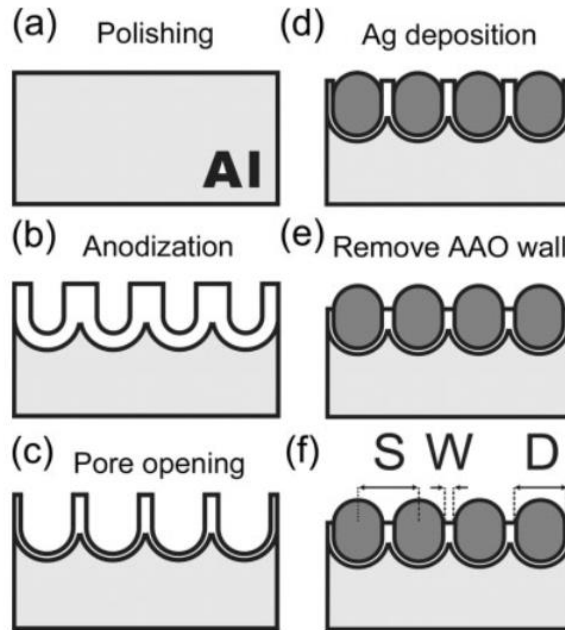 (a) Polishing
Al
(b) Anodization
(c) Pore opening
(d) Ag deposition
(e) Remove AAO wall
(f) S W D